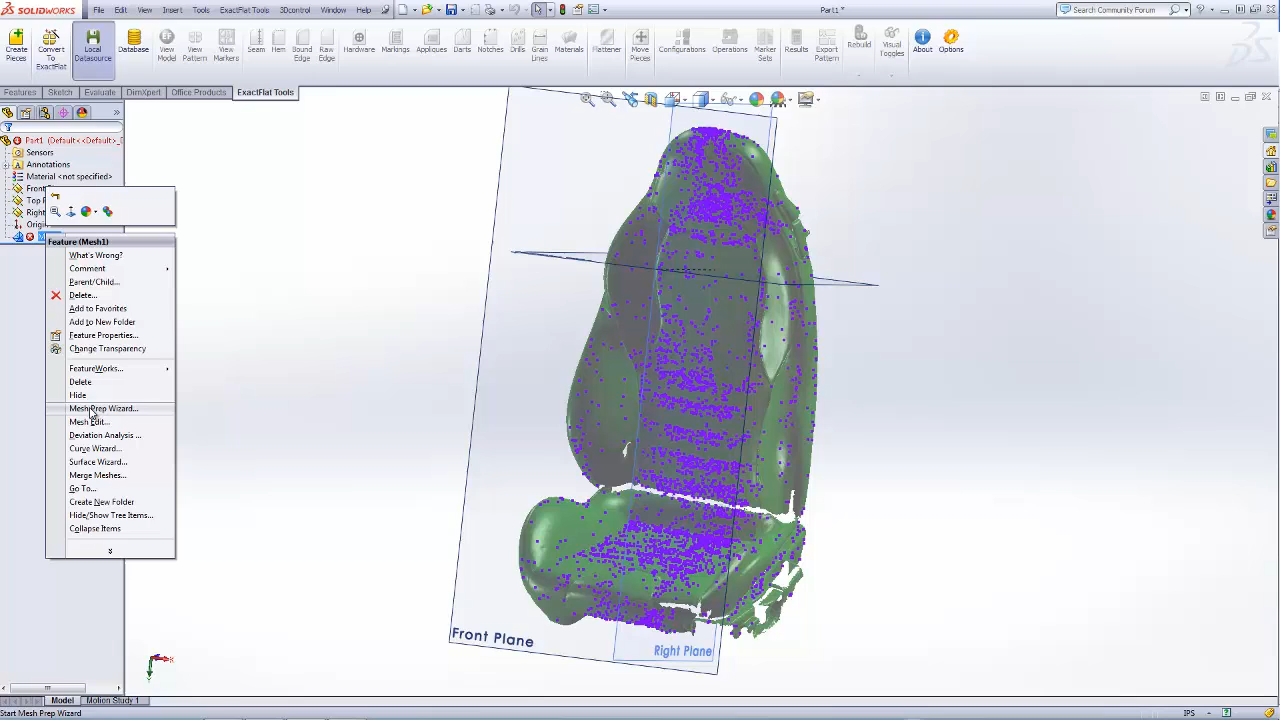 SOLIDWORKS File Edit View Insert Tools ExactFlat Tools 3Dcontrol Window Help Part1 * Search Community Forum
Create Pieces
Convert To ExactFlat
Local Datasource
Database
Bend View Model
View Markers
Seam
Hem
Bound Edge
Raw Edge
Hardware
Markings
Appliques
Darts
Notches
Drills
Grain Lines
Materials
Flattener
Move Pieces
Configurations
Operations
Marker Sets
Results
Export Pattern
Rebuild
Visual Toggles
About
Options
Features Sketch Evaluate DimXpert Office Products ExactFlat Tools
Part1 (Default<<Default>_D
Sensors
Annotations
Material <not specified>
Front
Top P
Right
Origin
Feature (Mesh1)
What's Wrong?
Comment
Parent/Child...
Delete...
Add to Favorites
Add to New Folder
Feature Properties...
Change Transparency
FeatureWorks...
Delete
Hide
Mesh Prep Wizard...
Mesh Edit...
Deviation Analysis ...
Curve Wizard...
Surface Wizard...
Merge Meshes...
Go To...
Create New Folder
Hide/Show Tree Items...
Collapse Items
Front Plane
Right Plane
Model Motion Study 1
Start Mesh Prep Wizard IPS